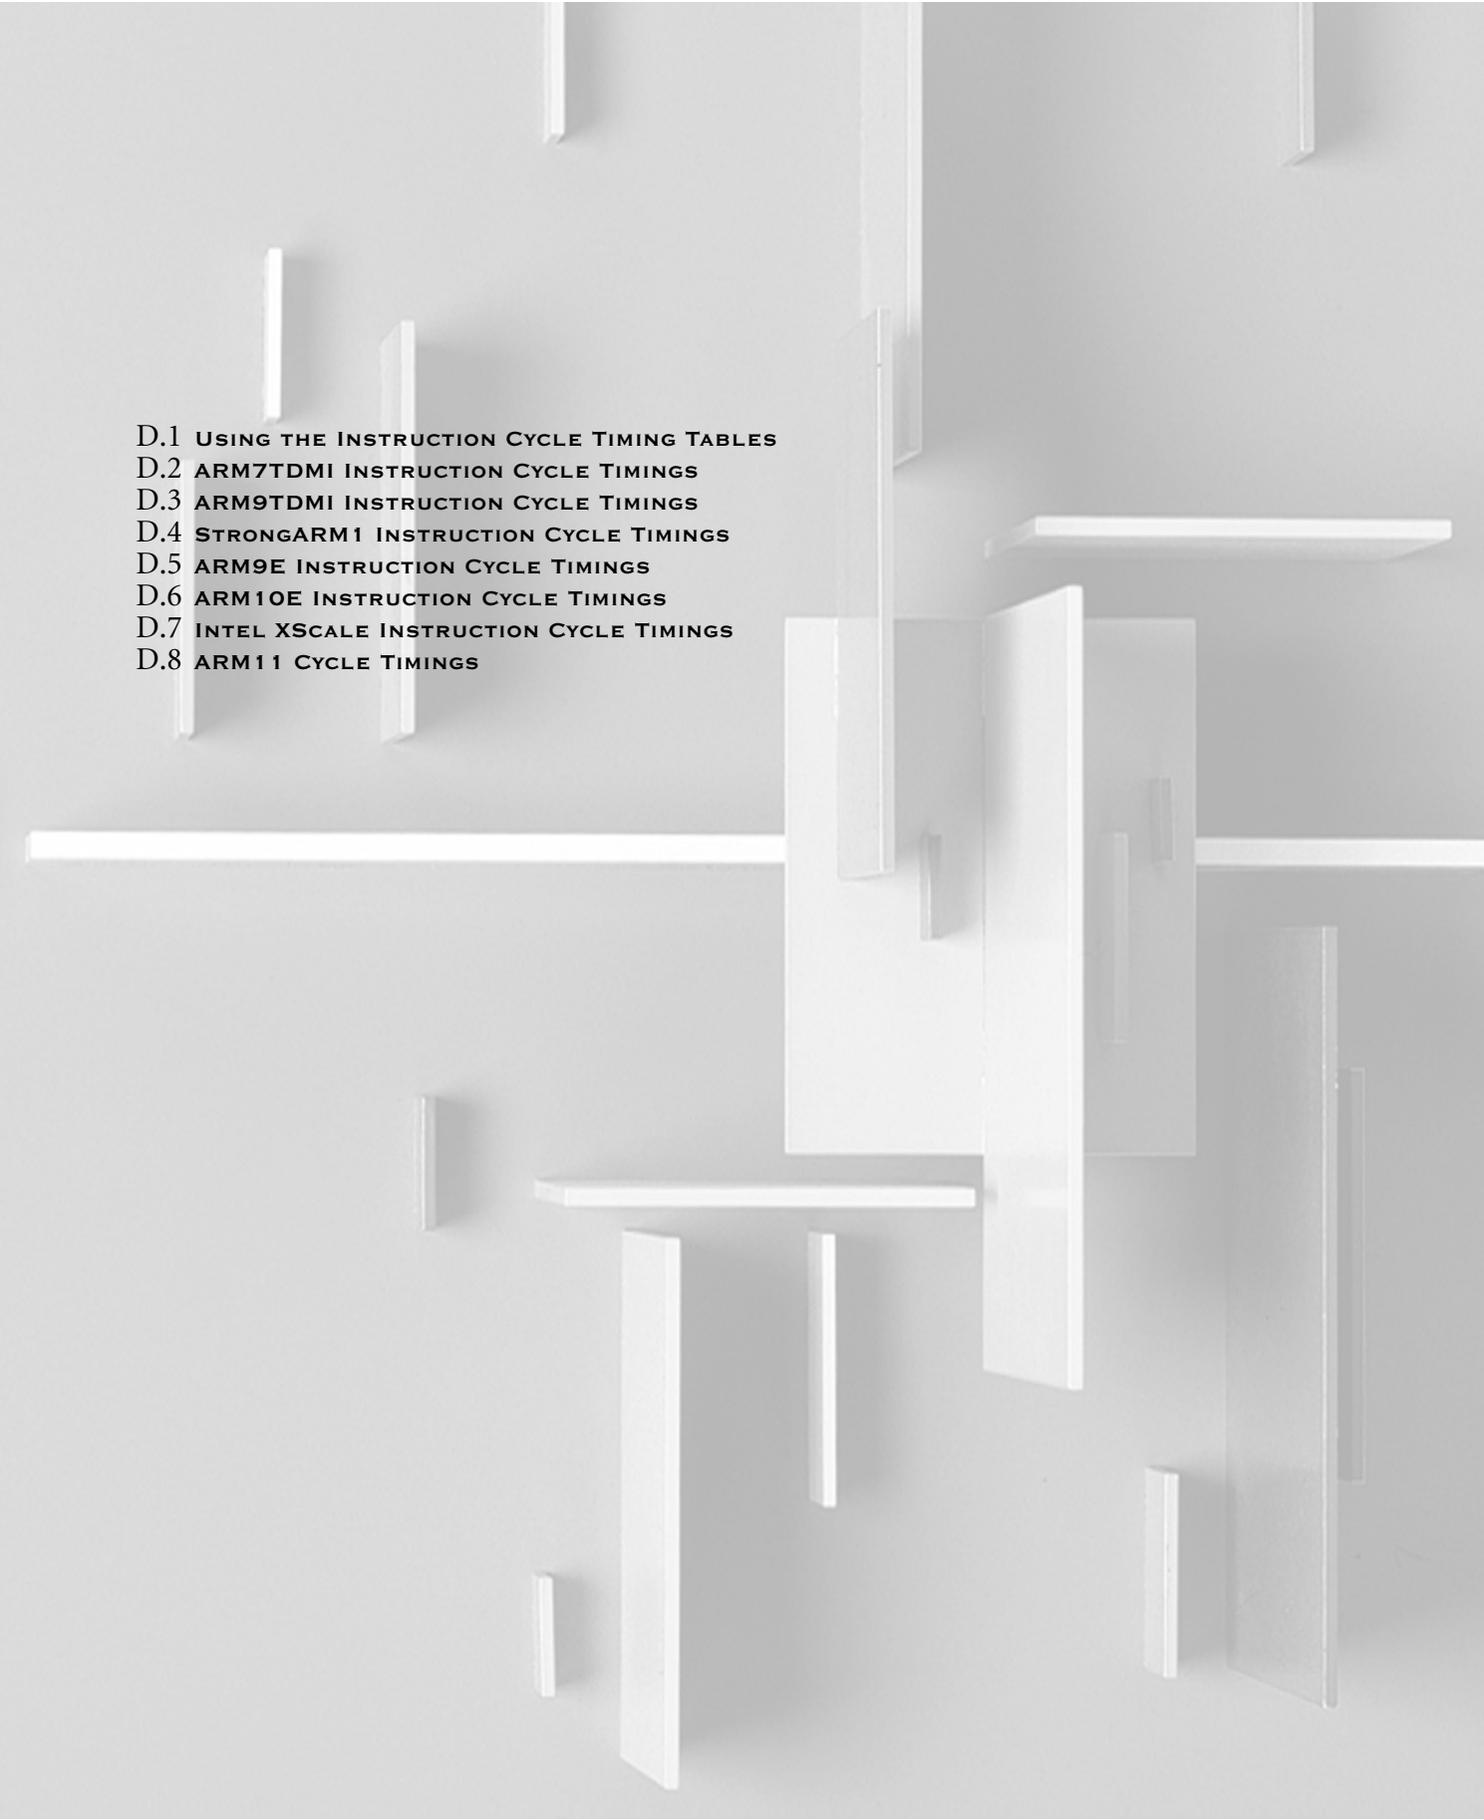 D.1 Using the Instruction Cycle Timing Tables
D.2 ARM7TDMI Instruction Cycle Timings
D.3 ARM9TDMI Instruction Cycle Timings
D.4 StrongARM1 Instruction Cycle Timings
D.5 ARM9E Instruction Cycle Timings
D.6 ARM10E Instruction Cycle Timings
D.7 Intel XScale Instruction Cycle Timings
D.8 ARM11 Cycle Timings